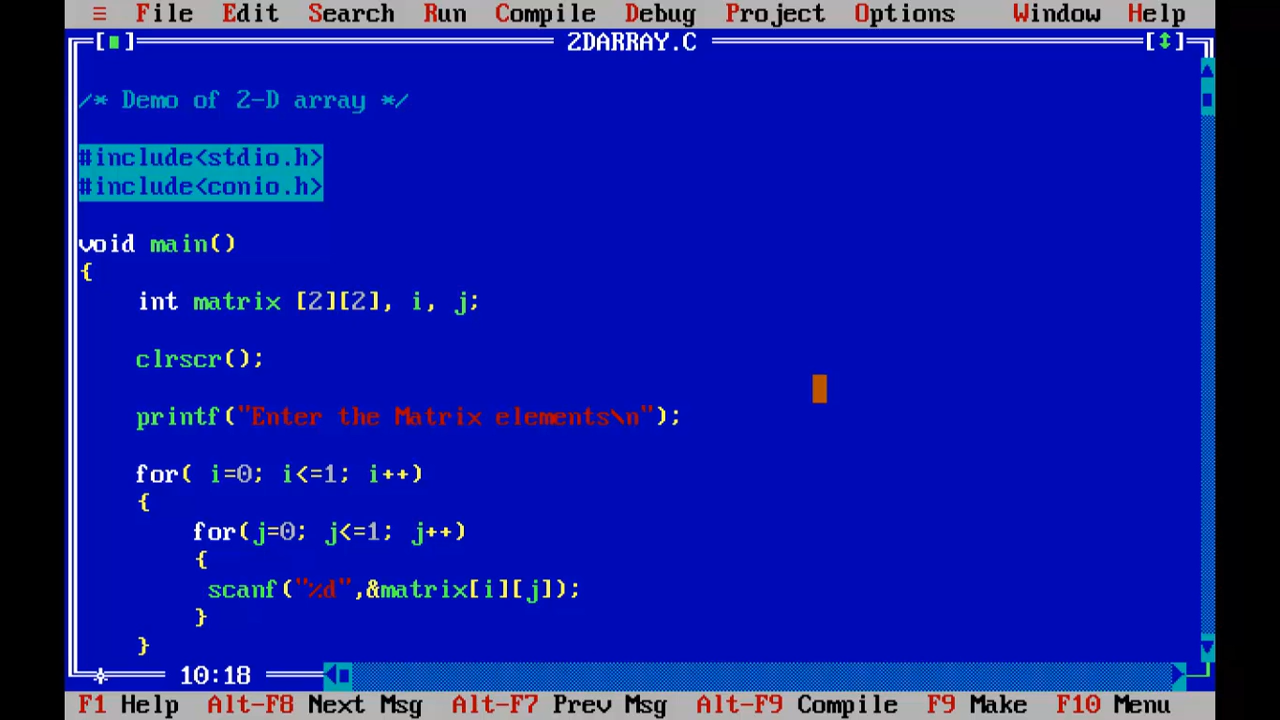 ≡ File Edit Search Run Compile Debug Project Options Window Help
[■] 2DARRAY.C [↕]
/* Demo of 2-D array */
#include<stdio.h>
#include<conio.h>
void main()
{
int matrix [2][2], i, j;
clrscr();
printf("Enter the Matrix elements\n");
for( i=0; i<=1; i++)
{
for(j=0; j<=1; j++)
{
scanf("%d",&matrix[i][j]);
}
}
* 10:18
F1 Help Alt-F8 Next Msg Alt-F7 Prev Msg Alt-F9 Compile F9 Make F10 Menu